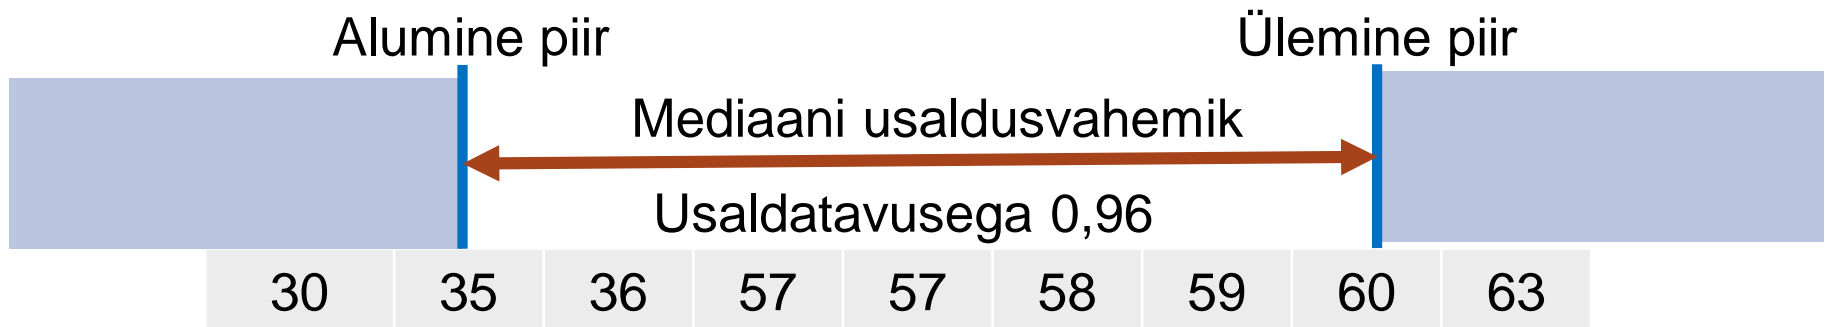 Alumine piir Ülemine piir
Mediaani usaldusvahemik
Usaldatavusega 0,96
30 35 36 57 57 58 59 60 63